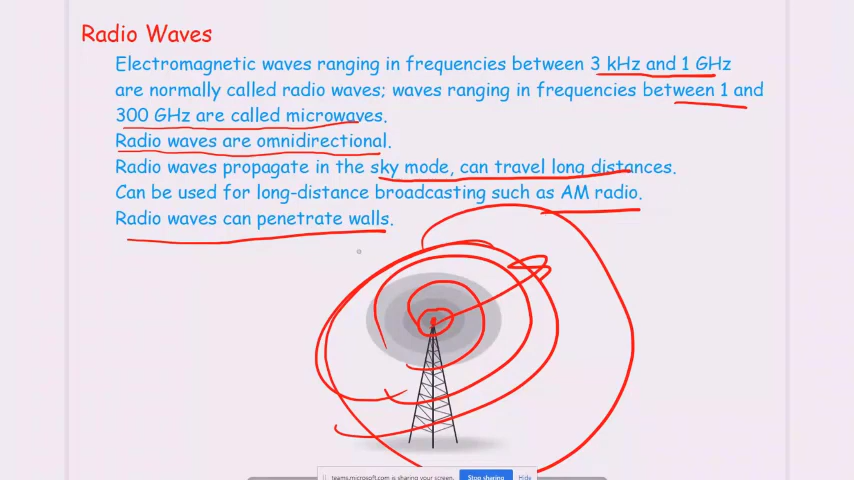 Radio Waves
Electromagnetic waves ranging in frequencies between 3 kHz and 1 GHz
are normally called radio waves; waves ranging in frequencies between 1 and
300 GHz are called microwaves.
Radio waves are omnidirectional.
Radio waves propagate in the sky mode, can travel long distances.
Can be used for long-distance broadcasting such as AM radio.
Radio waves can penetrate walls.
teams.microsoft.com is sharing your screen. Stop sharing Hide